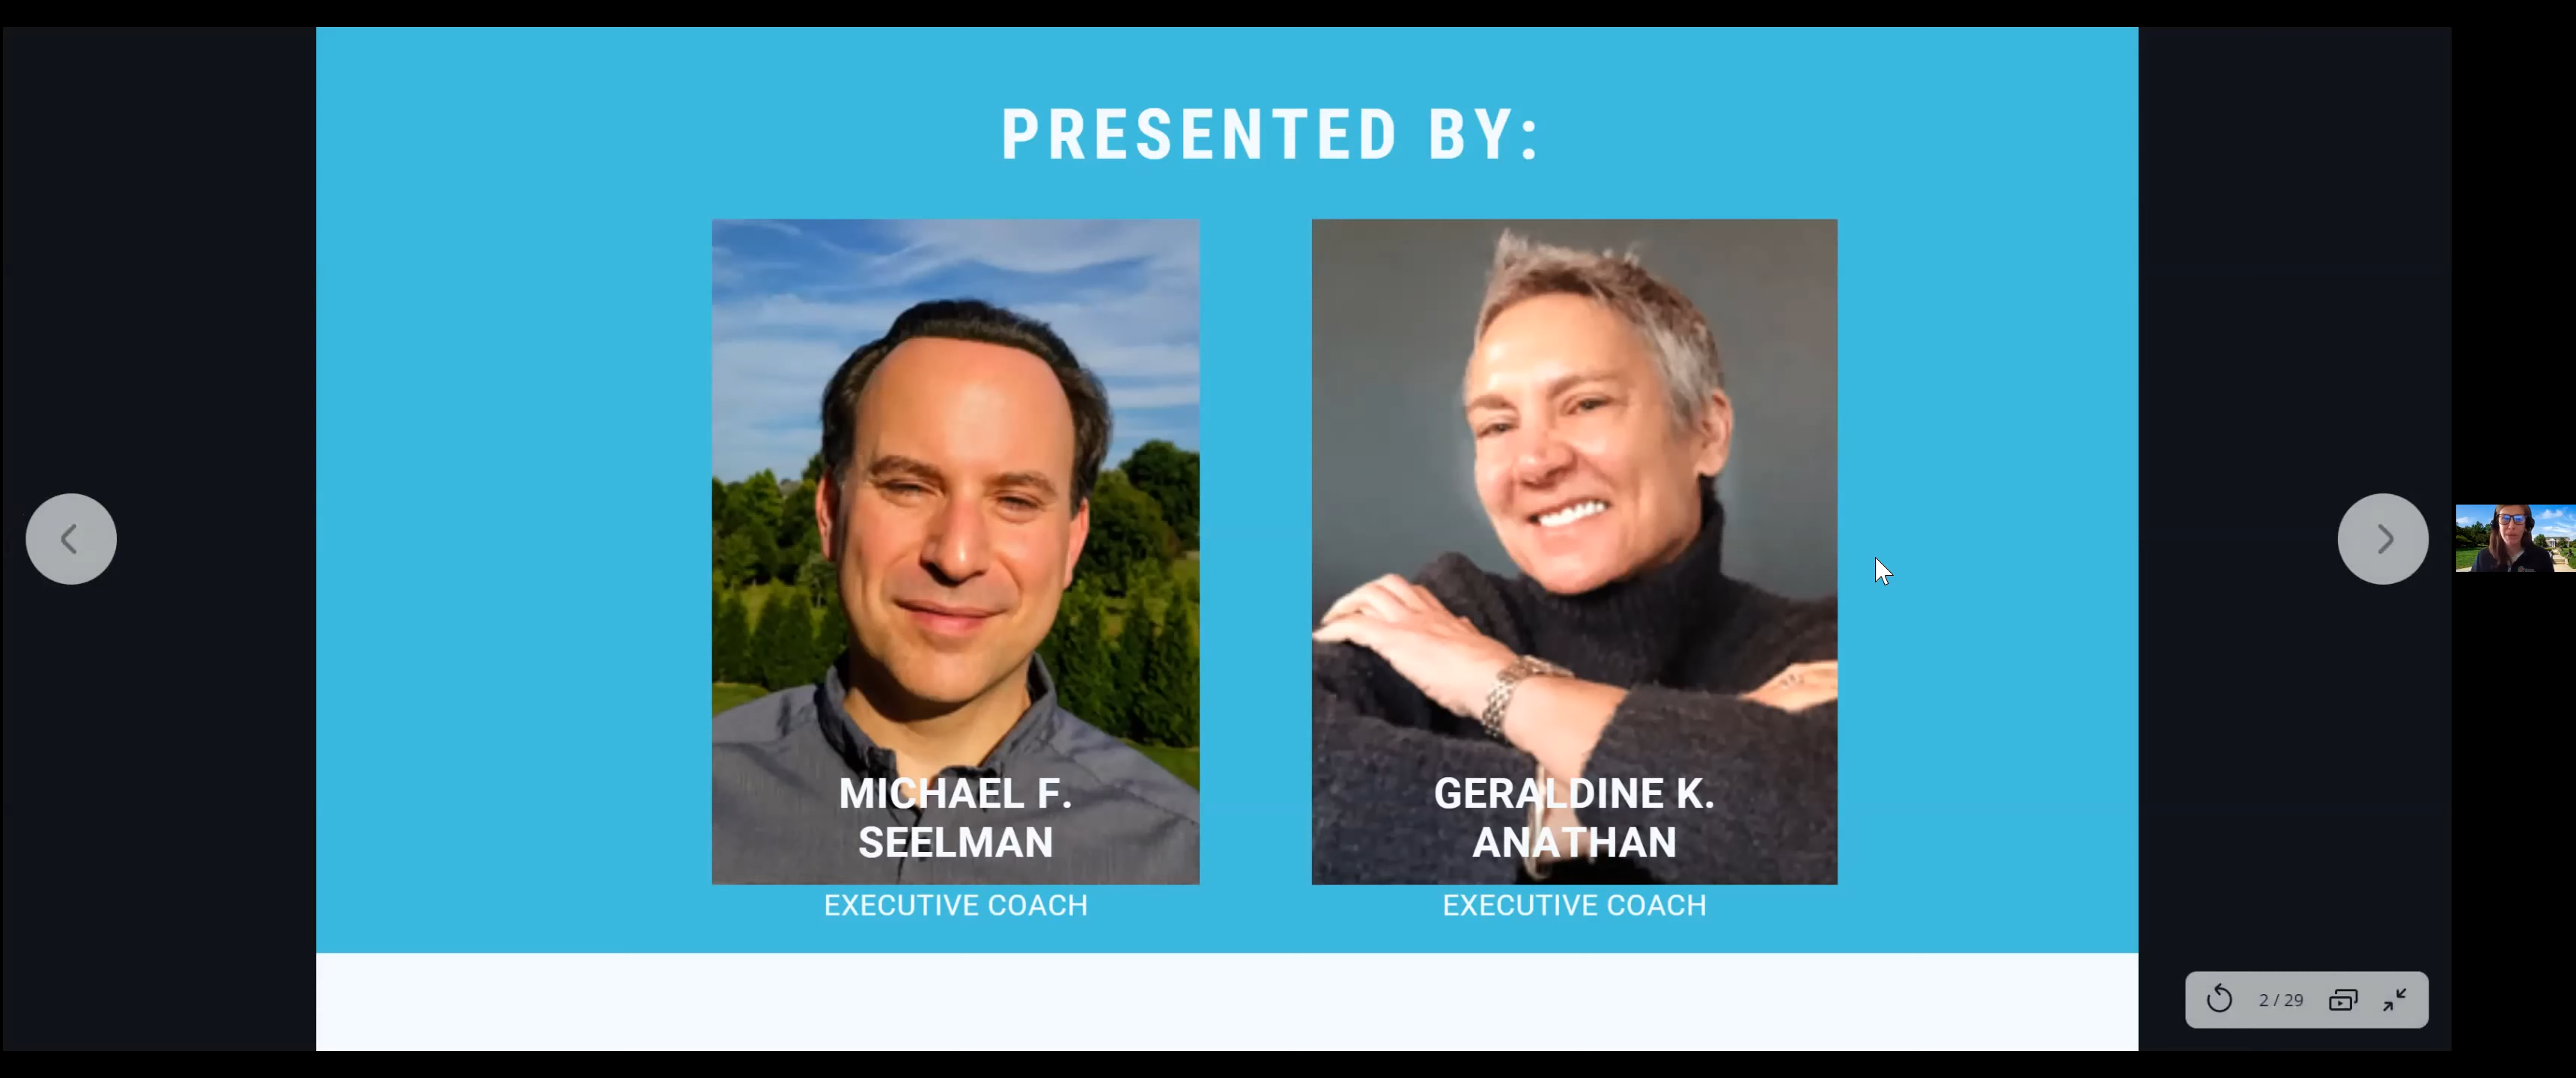 PRESENTED BY:
MICHAEL F.
SEELMAN
EXECUTIVE COACH
GERALDINE K.
ANATHAN
EXECUTIVE COACH
2 / 29